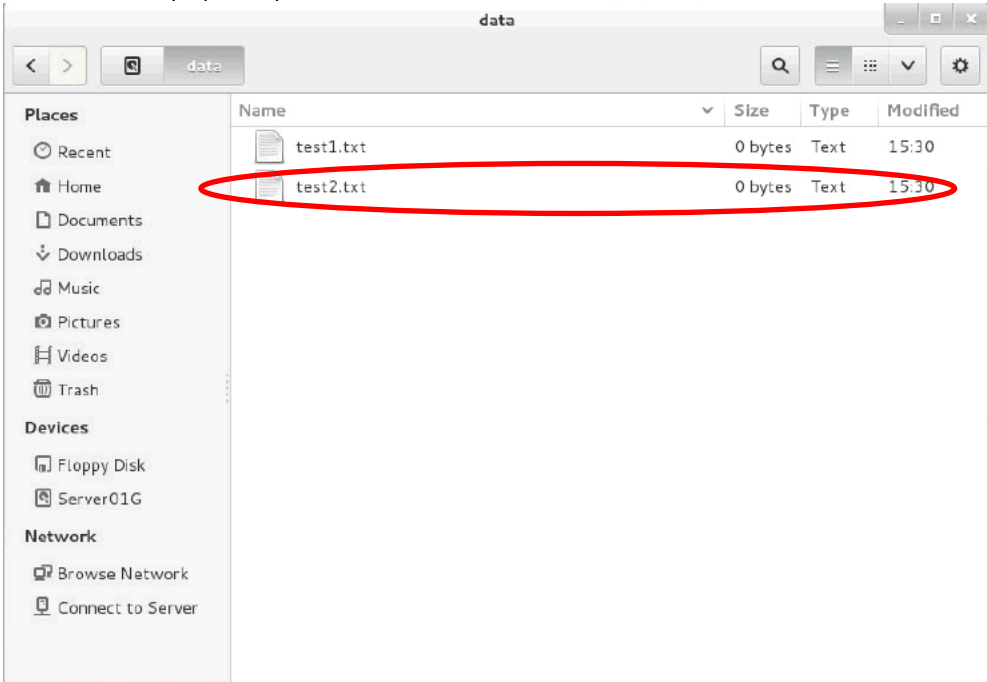 data
data
Places
Recent
Home
Documents
Downloads
Music
Pictures
Videos
Trash
Devices
Floppy Disk
Server01G
Network
Browse Network
Connect to Server
Name Size Type Modified
test1.txt 0 bytes Text 15:30
test2.txt 0 bytes Text 15:30